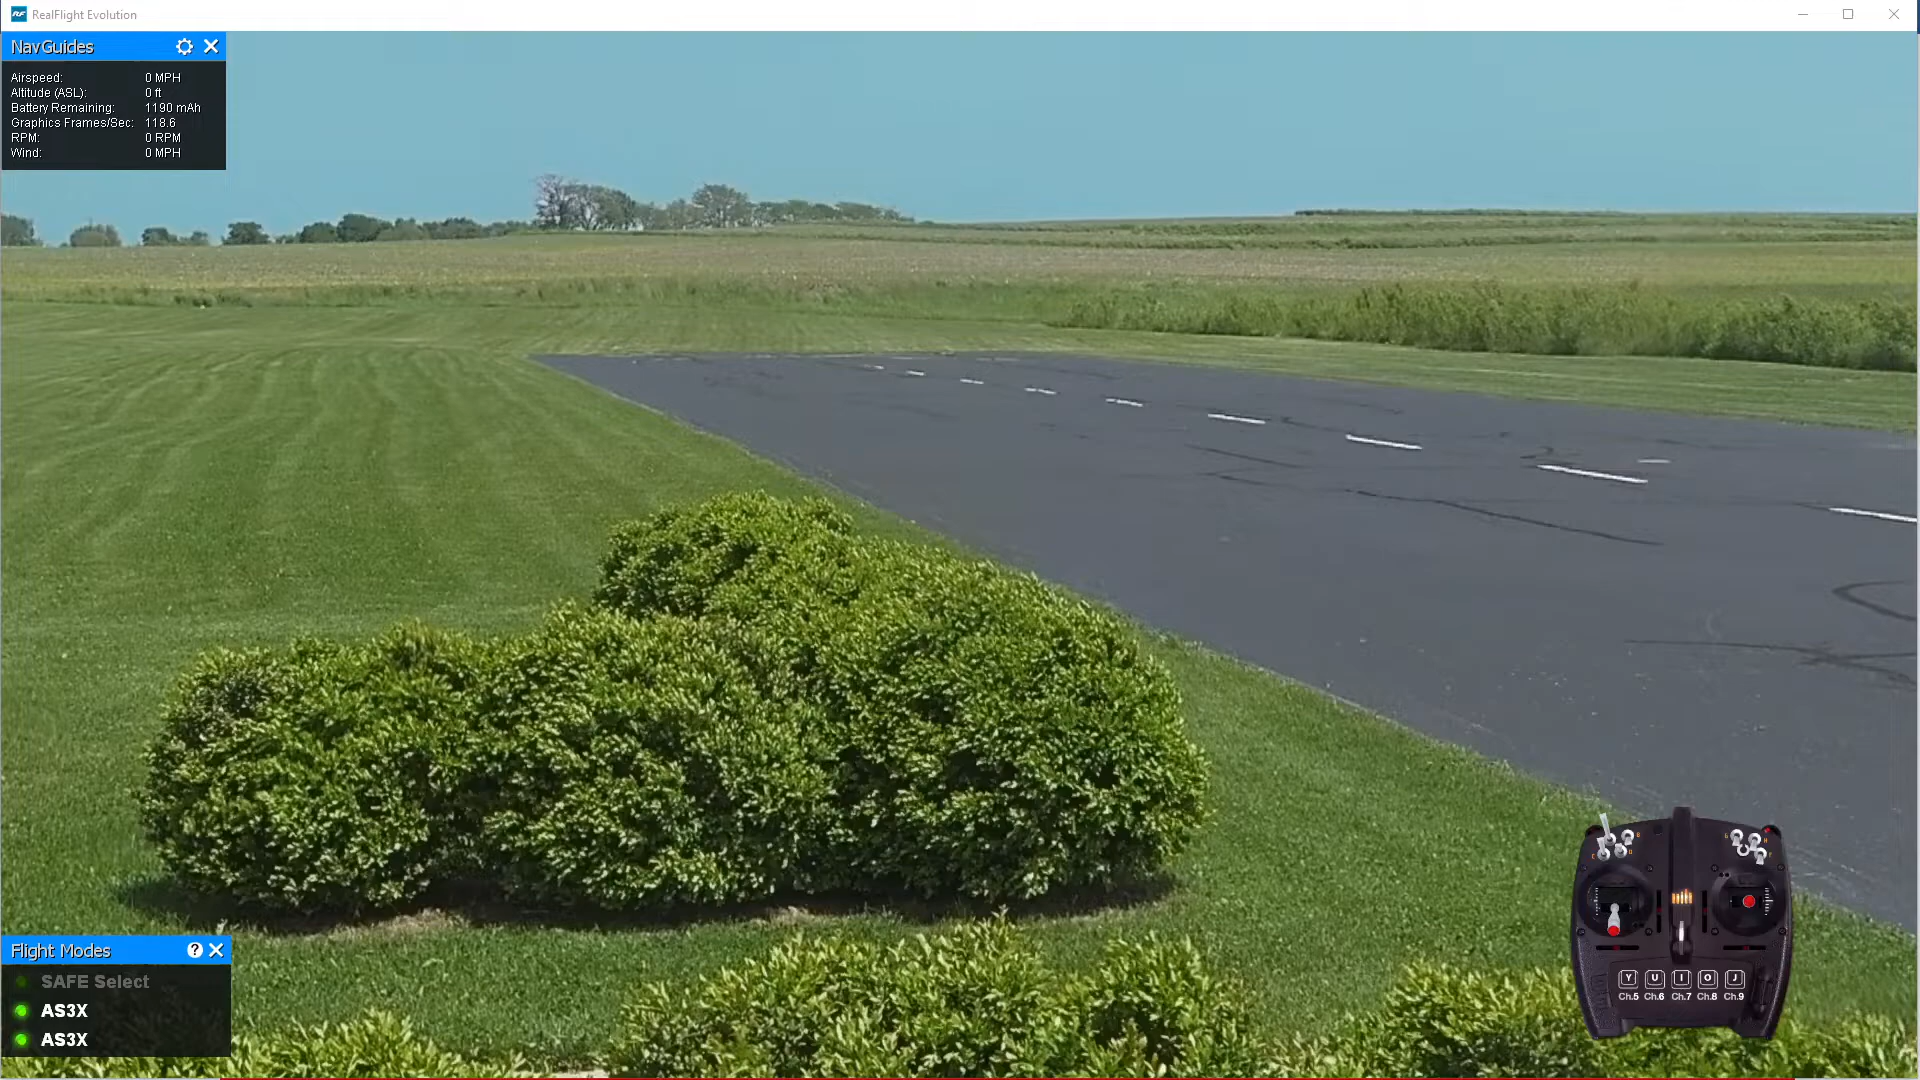 RF RealFlight Evolution
NavGuides
Airspeed: 0 MPH
Altitude (ASL): 0 ft
Battery Remaining: 1190 mAh
Graphics Frames/Sec: 118.6
RPM: 0 RPM
Wind: 0 MPH
Flight Modes ?
SAFE Select
AS3X
AS3X
Y U I O J
Ch.5 Ch.6 Ch.7 Ch.8 Ch.9